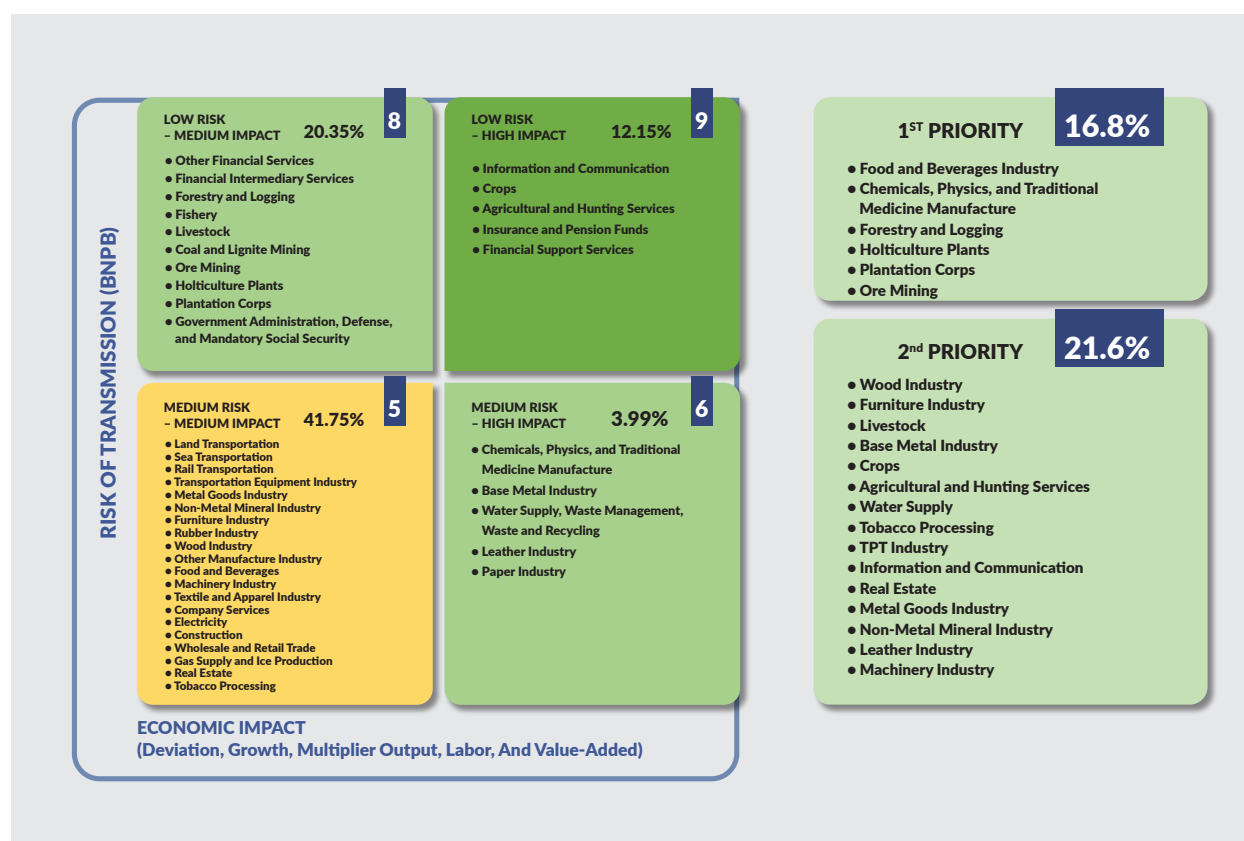 RISK OF TRANSMISSION (BNPB)
LOW RISK
– MEDIUM IMPACT 20.35% 8
• Other Financial Services
• Financial Intermediary Services
• Forestry and Logging
• Fishery
• Livestock
• Coal and Lignite Mining
• Ore Mining
• Holticulture Plants
• Plantation Corps
• Government Administration, Defense,
and Mandatory Social Security
LOW RISK
– HIGH IMPACT 12.15% 9
• Information and Communication
• Crops
• Agricultural and Hunting Services
• Insurance and Pension Funds
• Financial Support Services
MEDIUM RISK
– MEDIUM IMPACT 41.75% 5
• Land Transportation
• Sea Transportation
• Rail Transportation
• Transportation Equipment Industry
• Metal Goods Industry
• Non-Metal Mineral Industry
• Furniture Industry
• Rubber Industry
• Wood Industry
• Other Manufacture Industry
• Food and Beverages
• Machinery Industry
• Textile and Apparel Industry
• Company Services
• Electricity
• Construction
• Wholesale and Retail Trade
• Gas Supply and Ice Production
• Real Estate
• Tobacco Processing
MEDIUM RISK
– HIGH IMPACT 3.99% 6
• Chemicals, Physics, and Traditional
Medicine Manufacture
• Base Metal Industry
• Water Supply, Waste Management,
Waste and Recycling
• Leather Industry
• Paper Industry
ECONOMIC IMPACT
(Deviation, Growth, Multiplier Output, Labor, And Value-Added)
1ST PRIORITY 16.8%
• Food and Beverages Industry
• Chemicals, Physics, and Traditional
Medicine Manufacture
• Forestry and Logging
• Holticulture Plants
• Plantation Corps
• Ore Mining
2nd PRIORITY 21.6%
• Wood Industry
• Furniture Industry
• Livestock
• Base Metal Industry
• Crops
• Agricultural and Hunting Services
• Water Supply
• Tobacco Processing
• TPT Industry
• Information and Communication
• Real Estate
• Metal Goods Industry
• Non-Metal Mineral Industry
• Leather Industry
• Machinery Industry